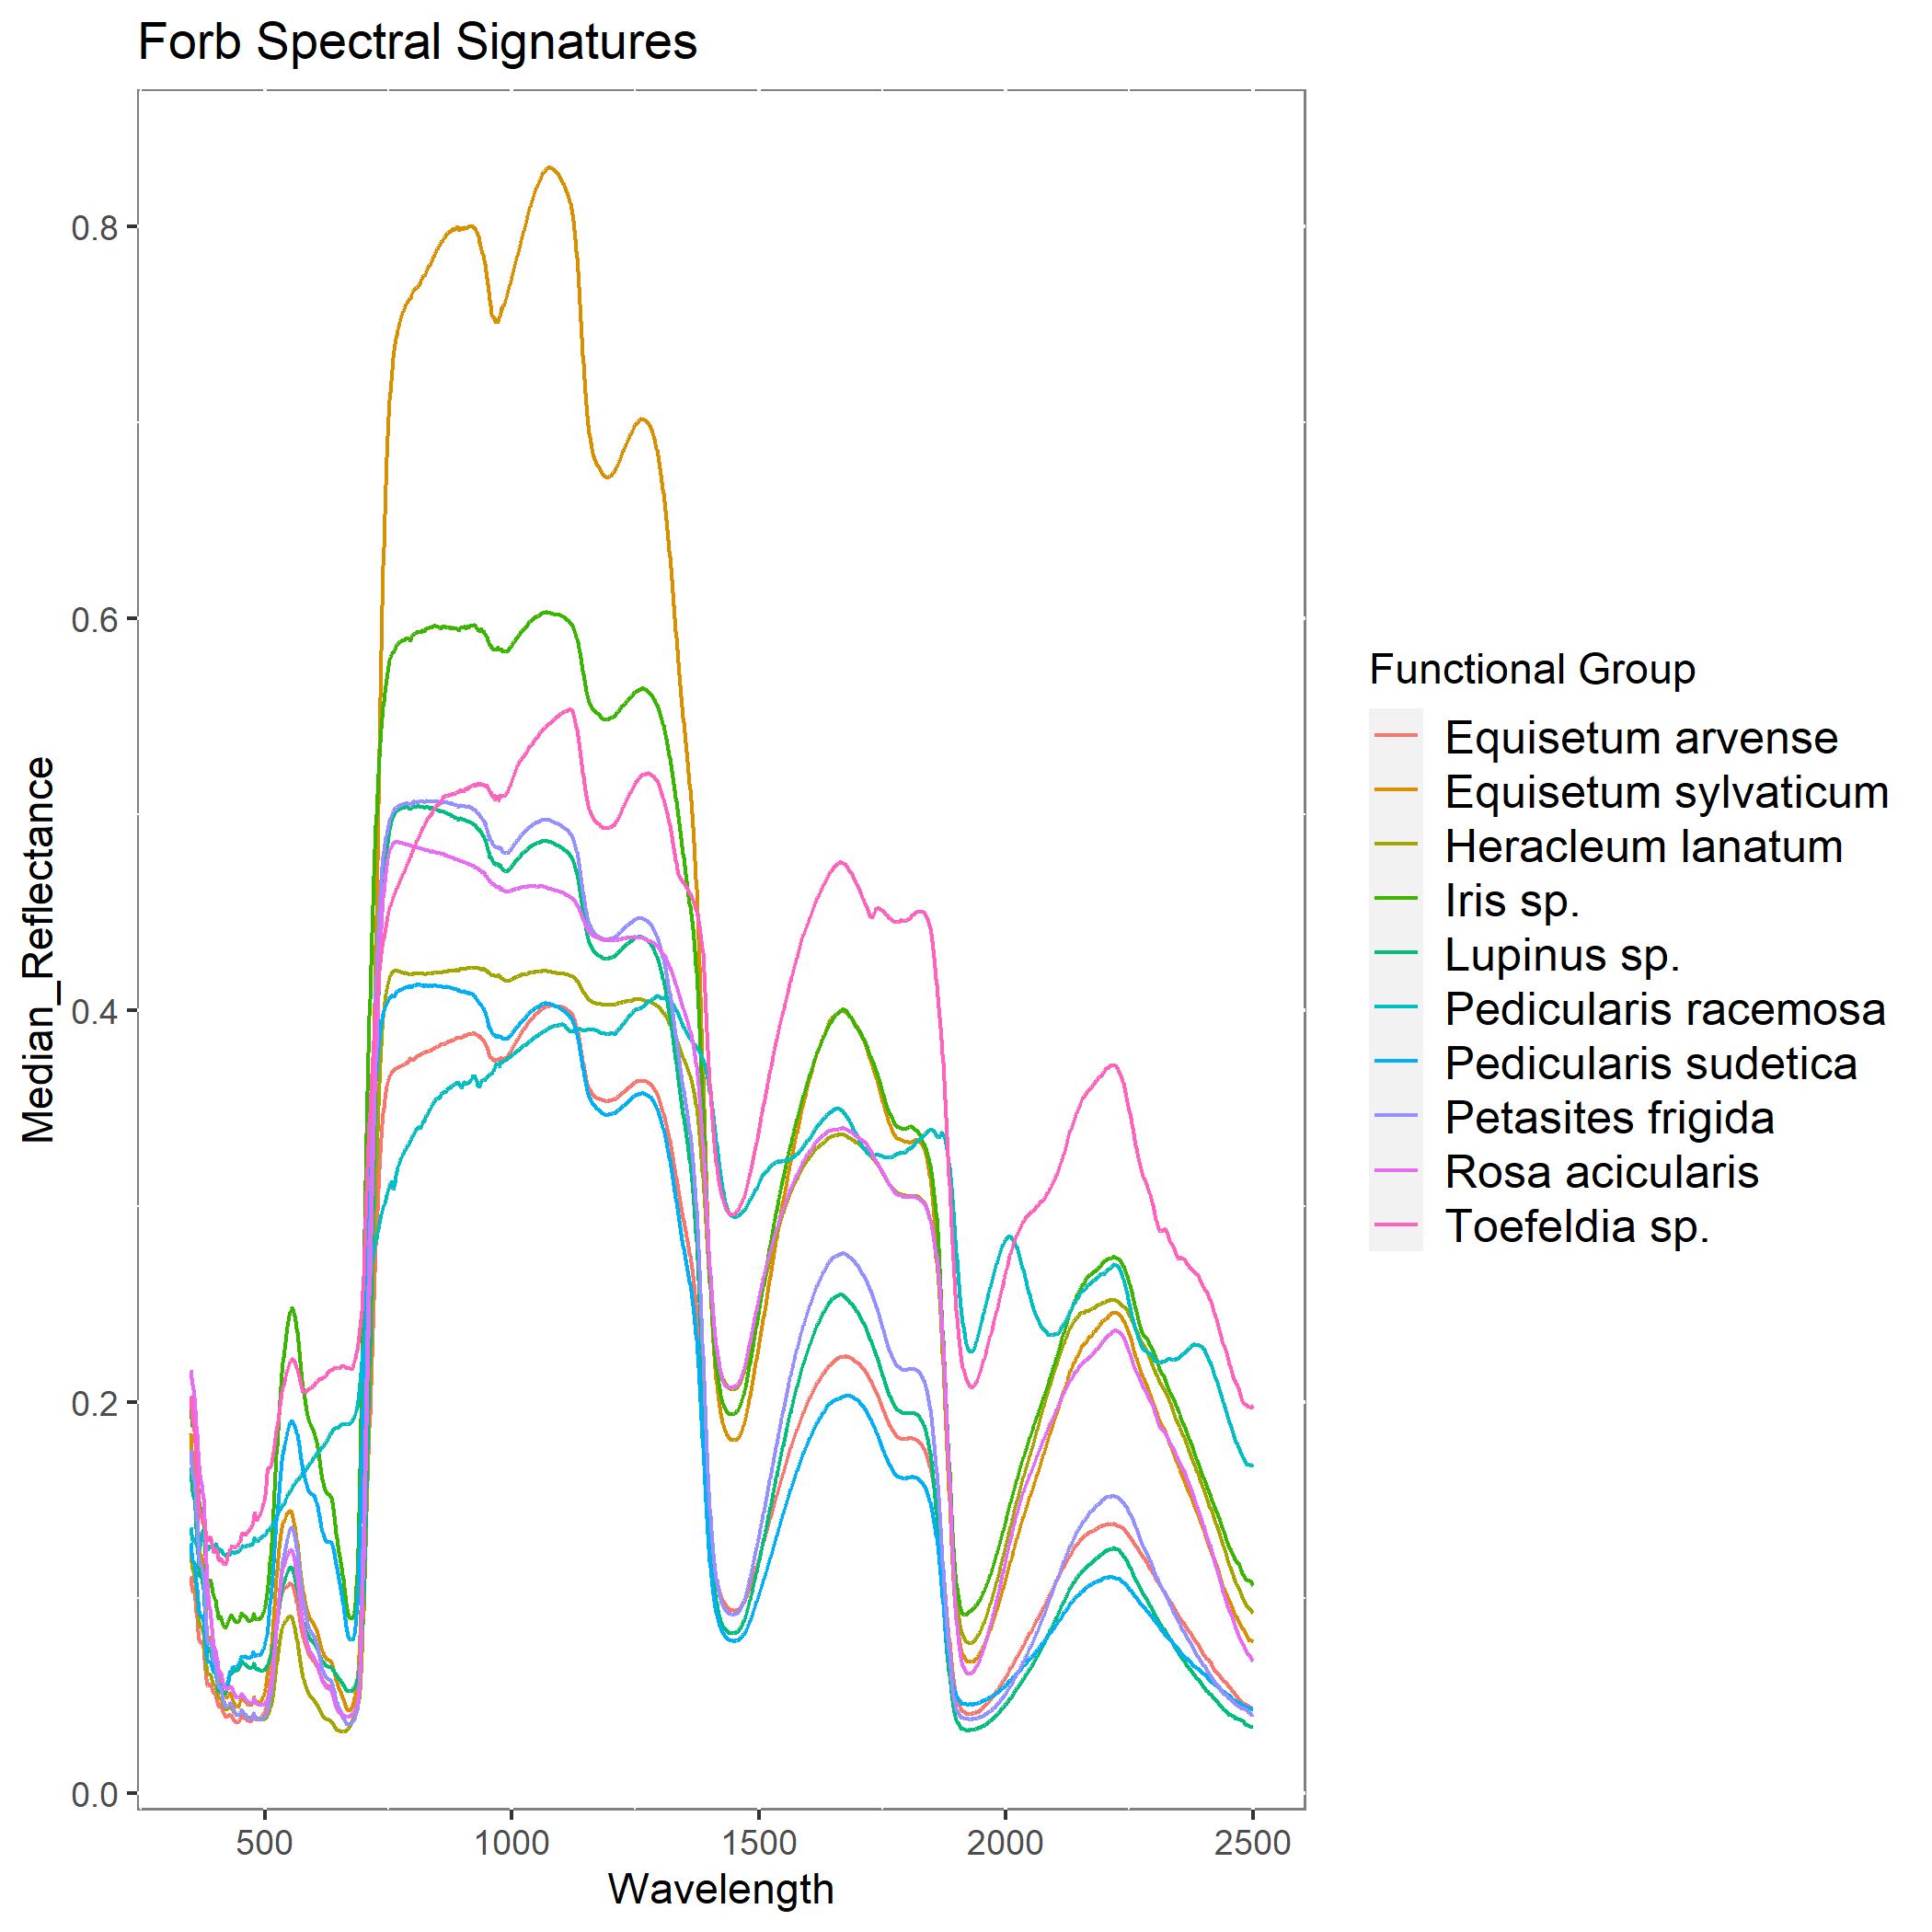 Forb Spectral Signatures
Median_Reflectance
0.8
0.6
0.4
0.2
0.0
500 1000 1500 2000 2500
Wavelength
Functional Group
Equisetum arvense
Equisetum sylvaticum
Heracleum lanatum
Iris sp.
Lupinus sp.
Pedicularis racemosa
Pedicularis sudetica
Petasites frigida
Rosa acicularis
Toefeldia sp.